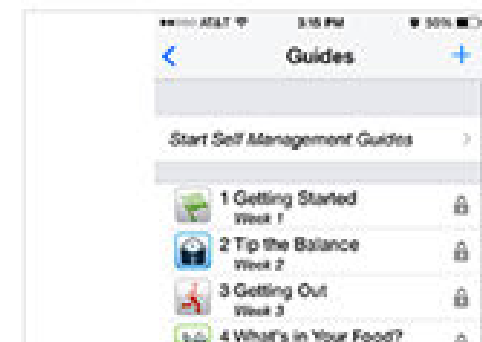 AT&T 3:15 PM 50%
Guides
Start Self Management Guides
1 Getting Started
Week 1
2 Tip the Balance
Week 2
3 Getting Out
Week 3
4 What's in Your Food?